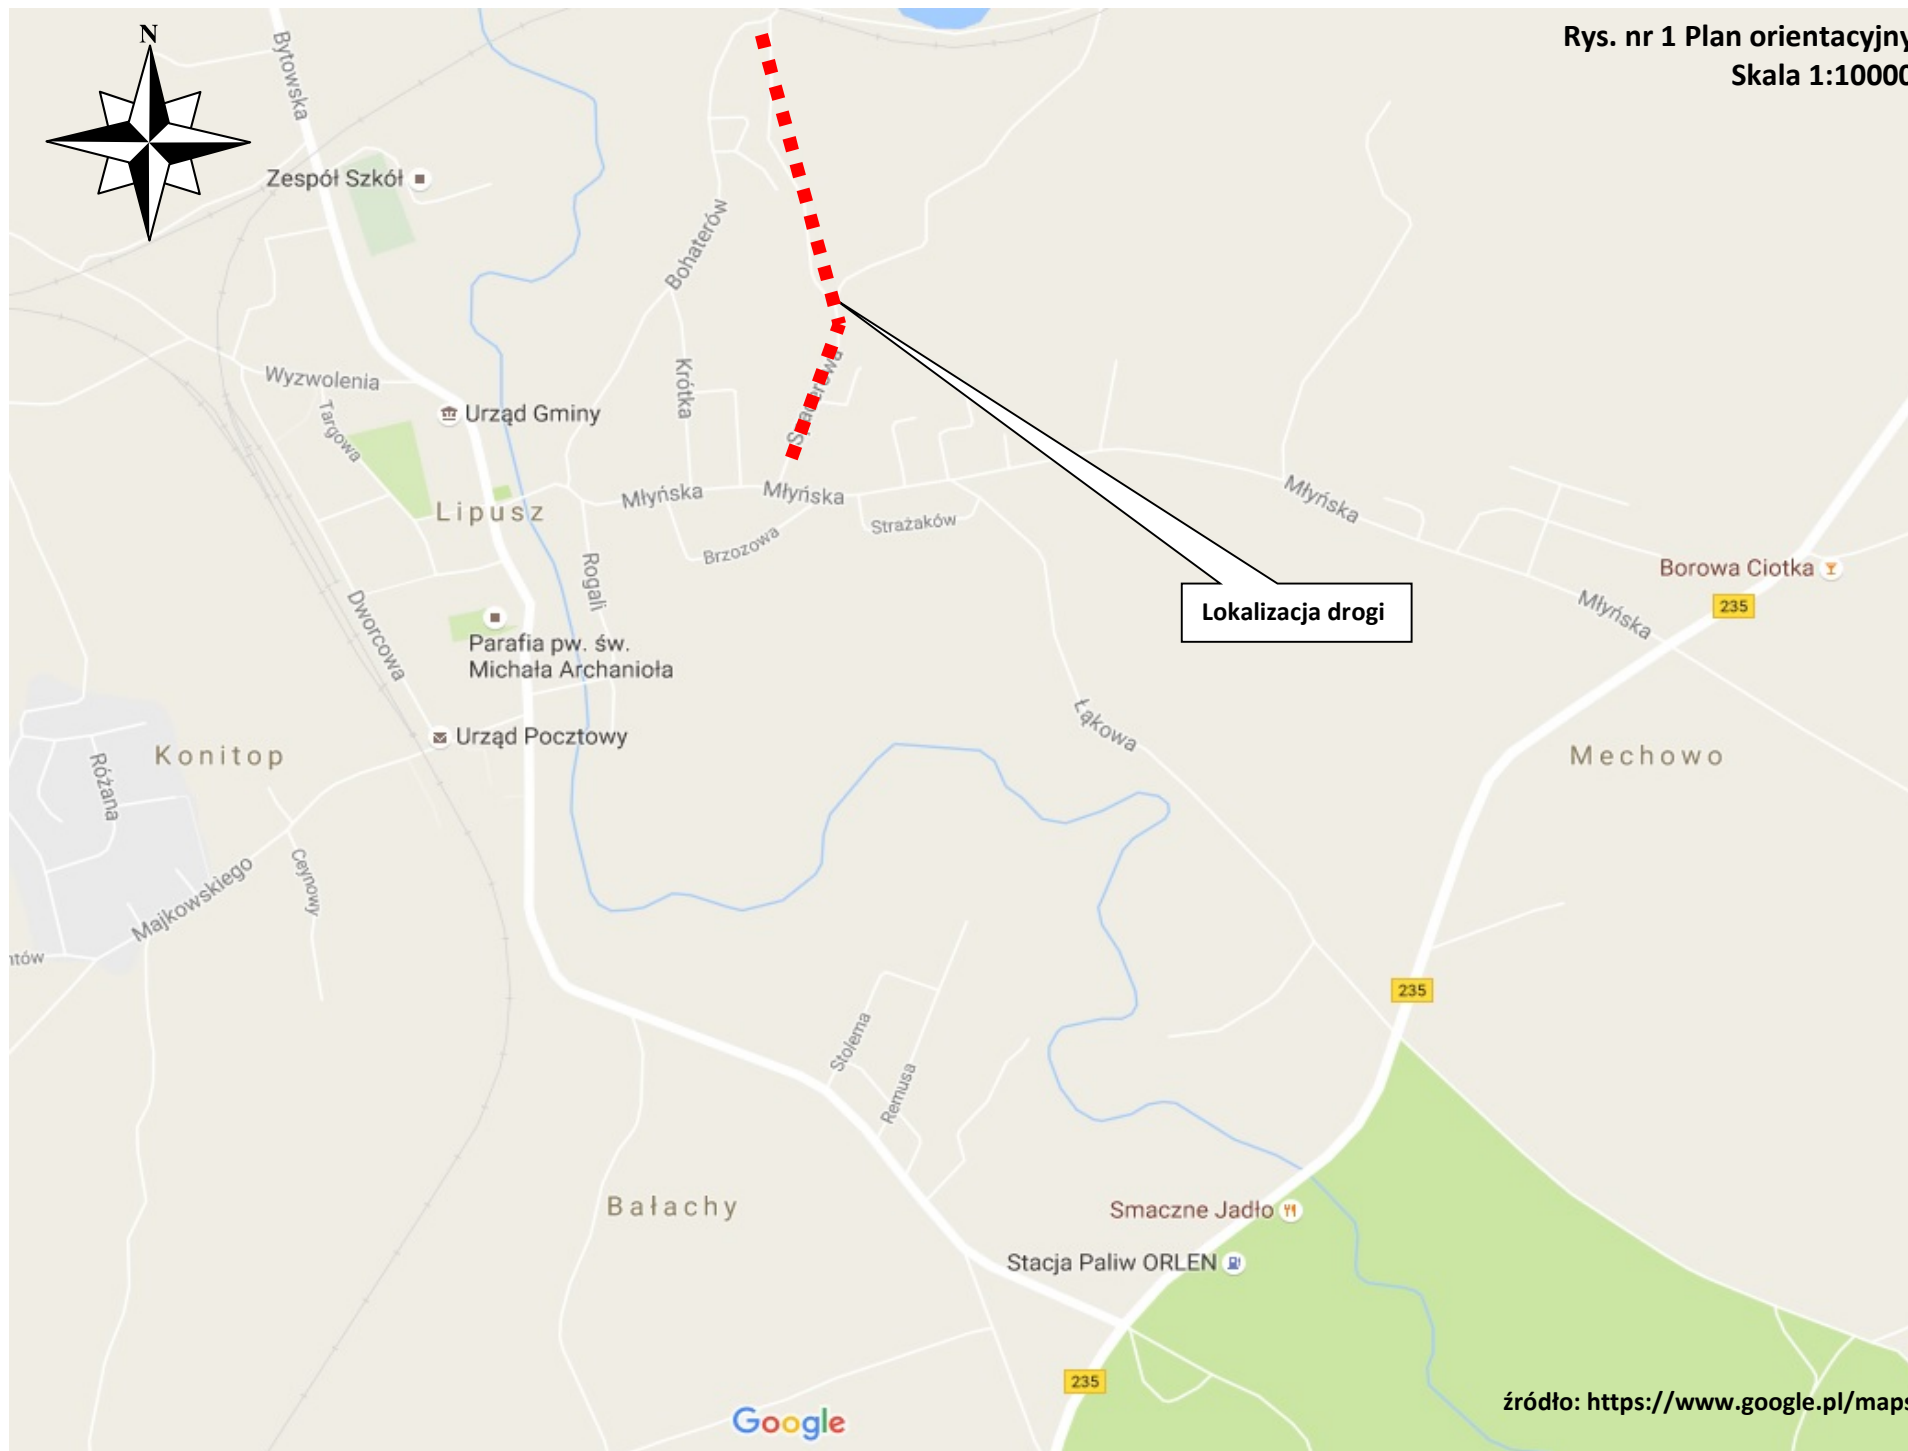 Rys. nr 1 Plan orientacyjny
Skala 1:10000
N
Bytowska
Zespół Szkół
Bohaterów
Wyzwolenia
Krótka
Targowa
Urząd Gminy
Młyńska
Młyńska
Młyńska
Lipusz
Strażaków
Brzozowa
Borowa Ciotka
235
Rogali
Młyńska
Lokalizacja drogi
Dworcowa
Parafia pw. św.
Michała Archanioła
Łąkowa
Urząd Pocztowy
Konitop
Mechowo
Różana
Ceynowy
Majkowskiego
ntów
235
Stolema
Remusa
Bałachy
Smaczne Jadło
Stacja Paliw ORLEN
235
Google
źródło: https://www.google.pl/maps